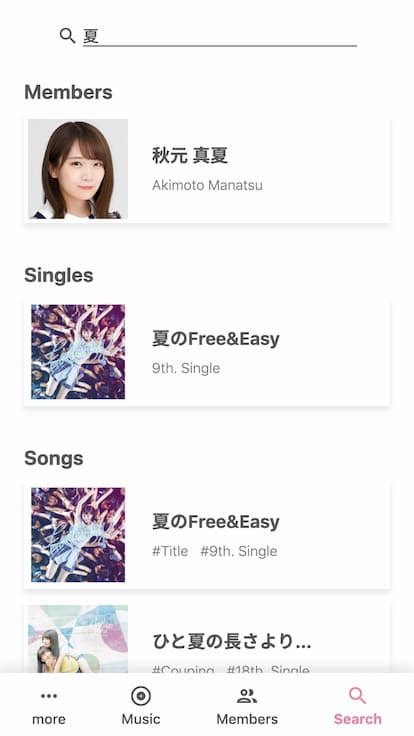 夏
Members
秋元 真夏
Akimoto Manatsu
Singles
夏のFree&Easy
9th. Single
Songs
夏のFree&Easy
#Title #9th. Single
ひと夏の長さより...
#Couping #18th. Single
more Music Members Search